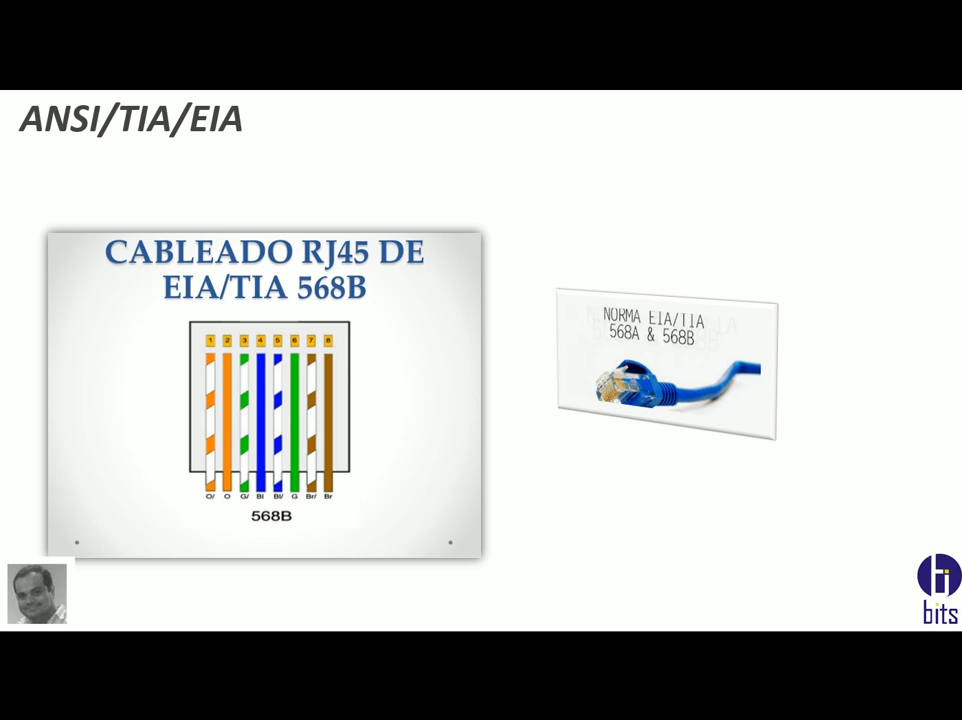 ANSI/TIA/EIA
CABLEADO RJ45 DE
EIA/TIA 568B
1 2 3 4 5 6 7 8
O/ O G/ Bl Bl/ G Br/ Br
568B
NORMA EIA/TIA
568A & 568B
bits